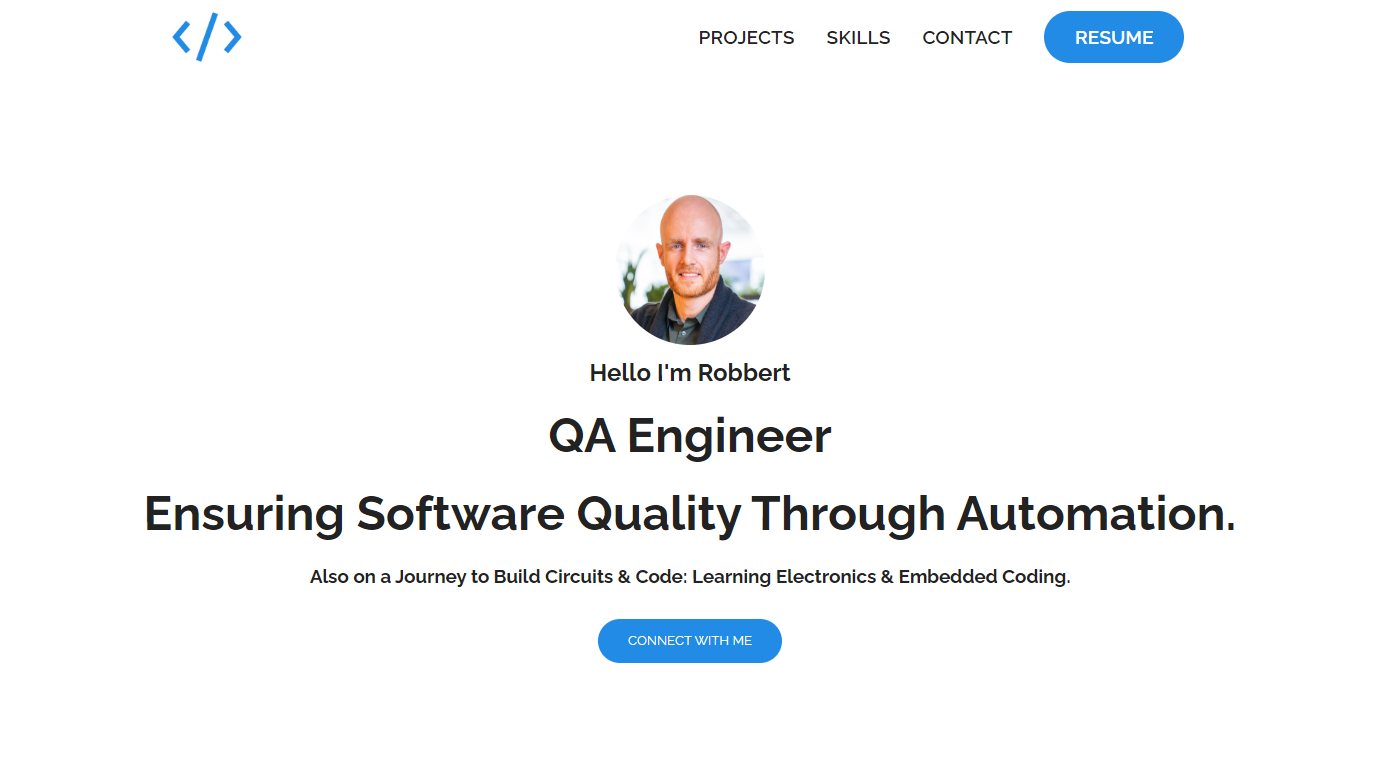 </>
PROJECTS SKILLS CONTACT RESUME
Hello I'm Robbert
QA Engineer
Ensuring Software Quality Through Automation.
Also on a Journey to Build Circuits & Code: Learning Electronics & Embedded Coding.
CONNECT WITH ME